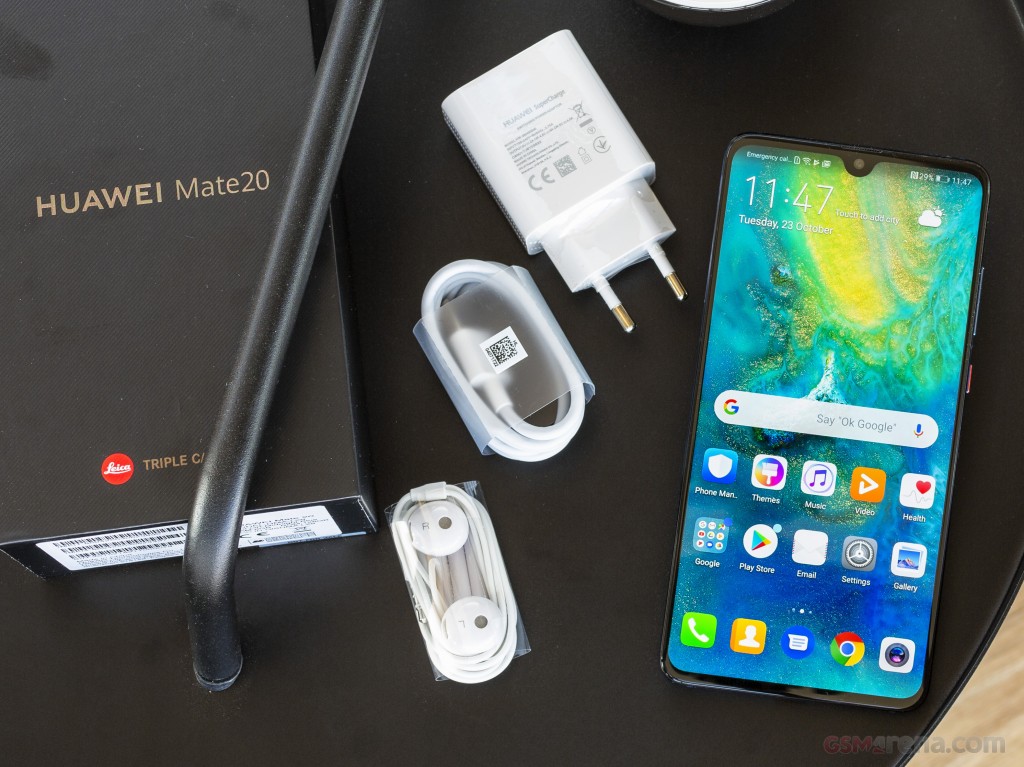 HUAWEI Mate20
Leica
TRIPLE CA
HUAWEI SuperCharge
CE
R
L
Emergency cal...
29% 11:47
11:47
Touch to add city
Tuesday, 23 October
G
Say "Ok Google"
Phone Man..
Themes
Music
Video
Health
Google
Play Store
Email
Settings
Gallery
GSMarena.com